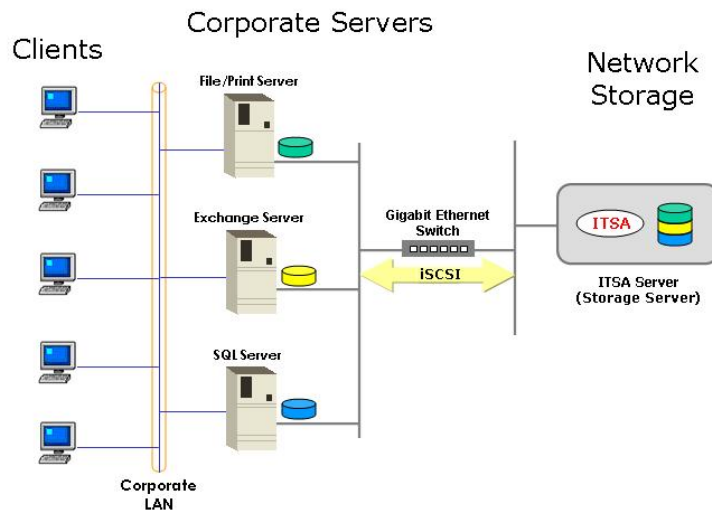 Corporate Servers
Clients
Network
Storage
File/Print Server
Exchange Server
Gigabit Ethernet
Switch
ITSA
iSCSI
ITSA Server
(Storage Server)
SQL Server
Corporate
LAN